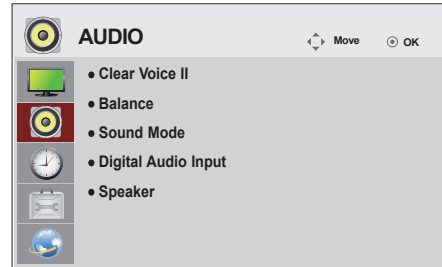 AUDIO
Move
OK
• Clear Voice II
• Balance
• Sound Mode
• Digital Audio Input
• Speaker